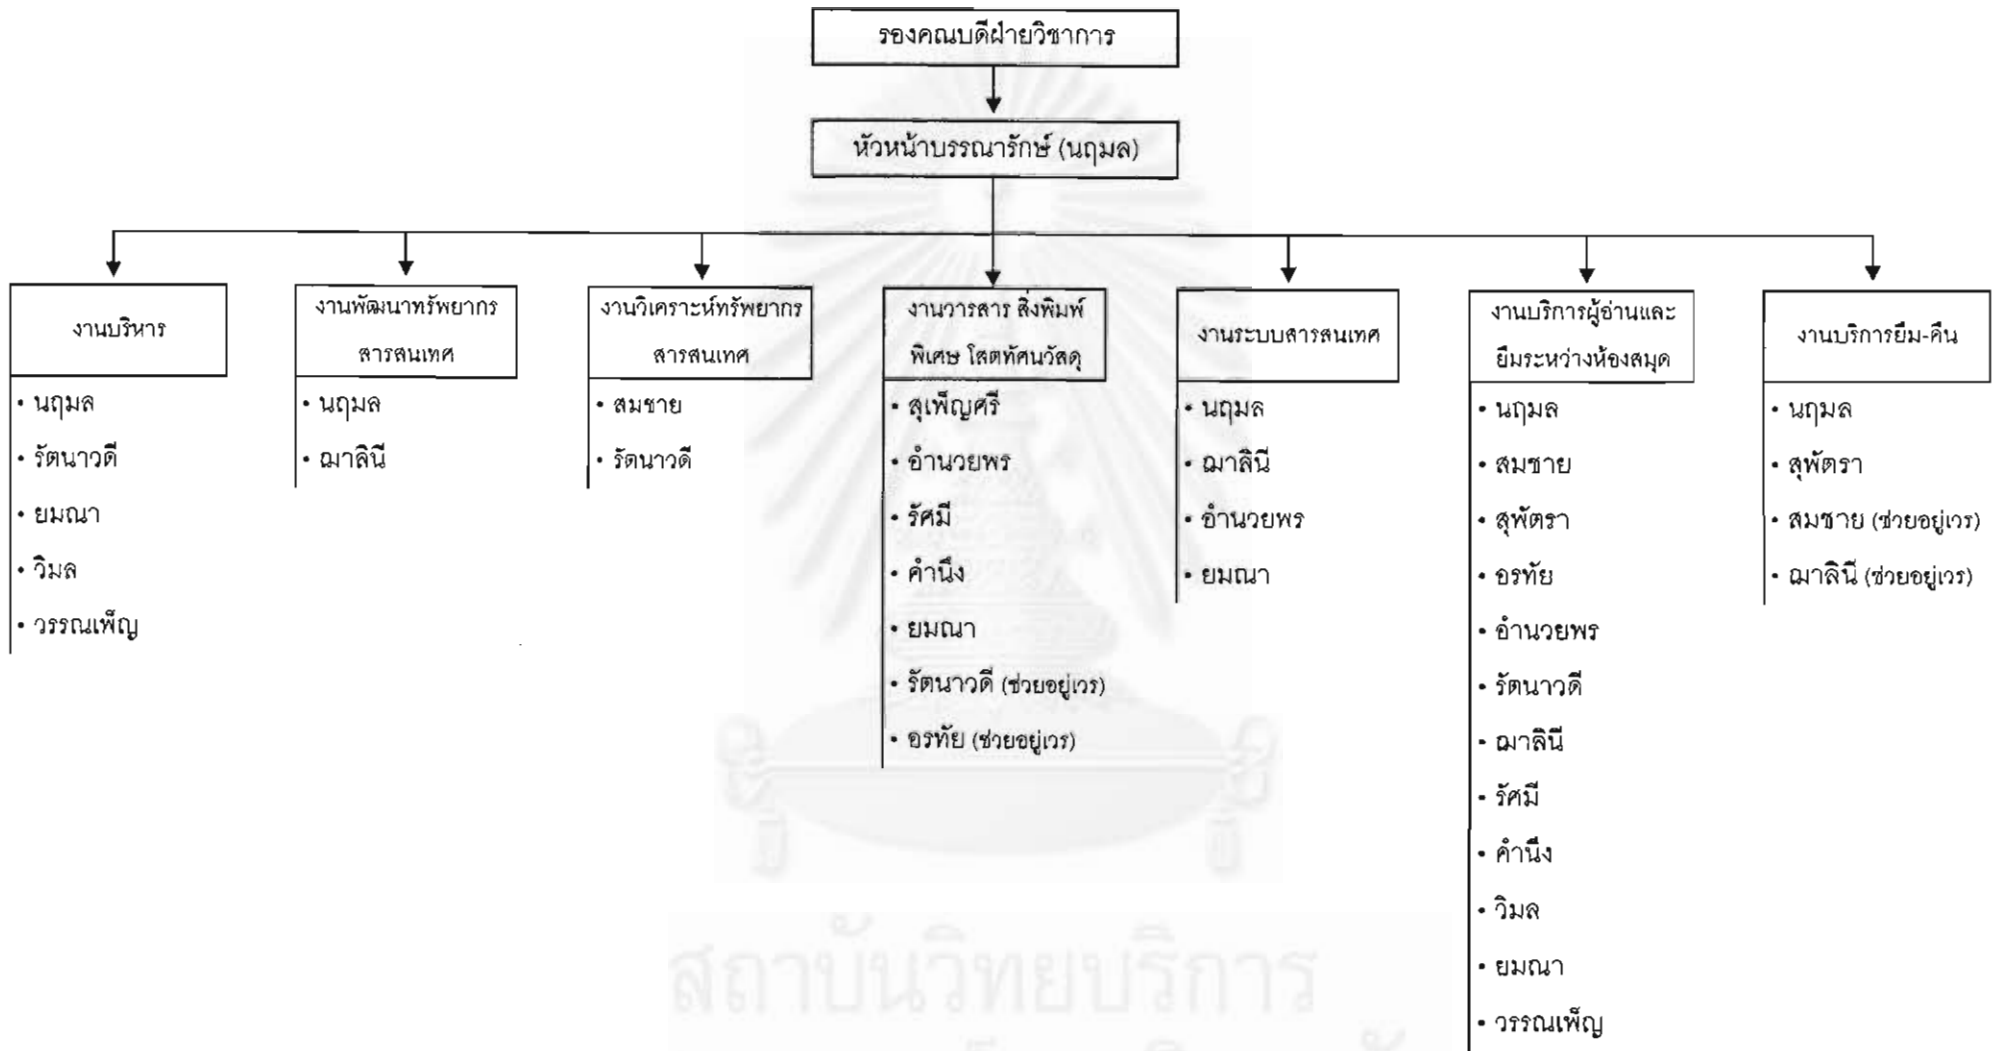 รองคณบดีฝ่ายวิชาการ
หัวหน้าบรรณารักษ์ (นฤมล)
งานบริหาร
• นฤมล
• รัตนาวดี
• ยมณา
• วิมล
• วรรณเพ็ญ
งานพัฒนาทรัพยากร
สารสนเทศ
• นฤมล
• ฌาลินี
งานวิเคราะห์ทรัพยากร
สารสนเทศ
• สมชาย
• รัตนาวดี
งานวารสาร สิ่งพิมพ์
พิเศษ โสตทัศนวัสดุ
• สุเพ็ญศรี
• อำนวยพร
• รัศมี
• คำนึง
• ยมณา
• รัตนาวดี (ช่วยอยู่เวร)
• อรทัย (ช่วยอยู่เวร)
งานระบบสารสนเทศ
• นฤมล
• ฌาลินี
• อำนวยพร
• ยมณา
งานบริการผู้อ่านและ
ยืมระหว่างห้องสมุด
• นฤมล
• สมชาย
• สุพัตรา
• อรทัย
• อำนวยพร
• รัตนาวดี
• ฌาลินี
• รัศมี
• คำนึง
• วิมล
• ยมณา
• วรรณเพ็ญ
งานบริการยืม-คืน
• นฤมล
• สุพัตรา
• สมชาย (ช่วยอยู่เวร)
• ฌาลินี (ช่วยอยู่เวร)
สถาบันวิทยบริการ